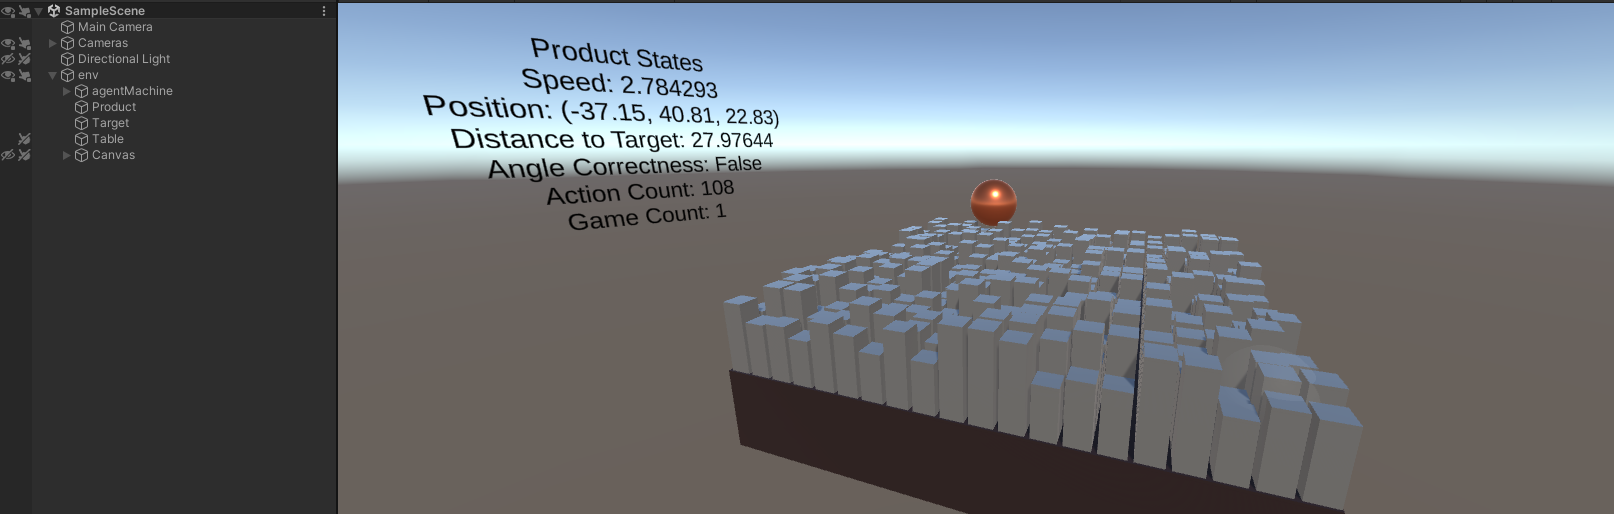 SampleScene
Main Camera
Cameras
Directional Light
env
agentMachine
Product
Target
Table
Canvas
Product States
Speed: 2.784293
Position: (-37.15, 40.81, 22.83)
Distance to Target: 27.97644
Angle Correctness: False
Action Count: 108
Game Count: 1